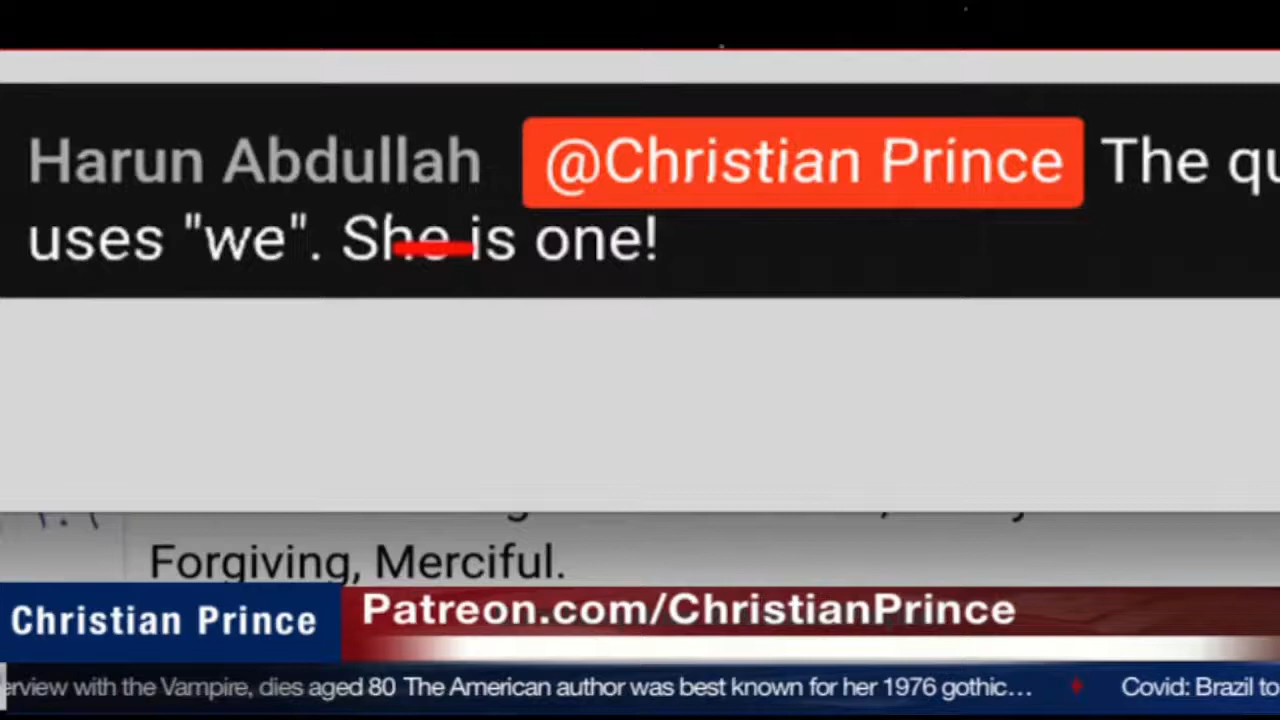 Harun Abdullah @Christian Prince The qu
uses "we". She is one!
Forgiving, Merciful.
Christian Prince
Patreon.com/ChristianPrince
erview with the Vampire, dies aged 80 The American author was best known for her 1976 gothic... Covid: Brazil to